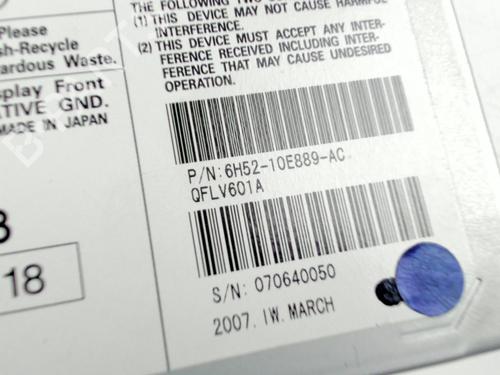 Please
sh-Recycle
ardous Waste.
splay Front
ATIVE GND.
MADE IN JAPAN
18
(1) THIS DEVICE MAY NOT CAUSE HARMFUL
INTERFERENCE.
(2) THIS DEVICE MUST ACCEPT ANY INTER-
FERENCE RECEIVED INCLUDING INTER-
FERENCE THAT MAY CAUSE UNDESIRED
OPERATION.
P/N:6H52-10E889-AC
QFLV601A
S/N: 070640050
2007. IW. MARCH